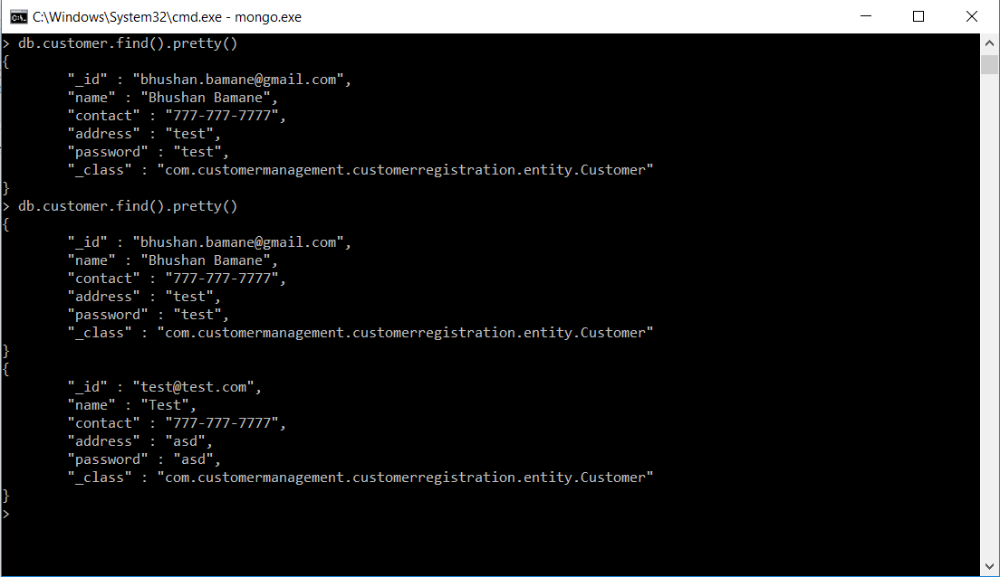 C:\Windows\System32\cmd.exe - mongo.exe
> db.customer.find().pretty()
{
        "_id" : "bhushan.bamane@gmail.com",
        "name" : "Bhushan Bamane",
        "contact" : "777-777-7777",
        "address" : "test",
        "password" : "test",
        "_class" : "com.customermanagement.customerregistration.entity.Customer"
}
> db.customer.find().pretty()
{
        "_id" : "bhushan.bamane@gmail.com",
        "name" : "Bhushan Bamane",
        "contact" : "777-777-7777",
        "address" : "test",
        "password" : "test",
        "_class" : "com.customermanagement.customerregistration.entity.Customer"
}
{
        "_id" : "test@test.com",
        "name" : "Test",
        "contact" : "777-777-7777",
        "address" : "asd",
        "password" : "asd",
        "_class" : "com.customermanagement.customerregistration.entity.Customer"
}
>